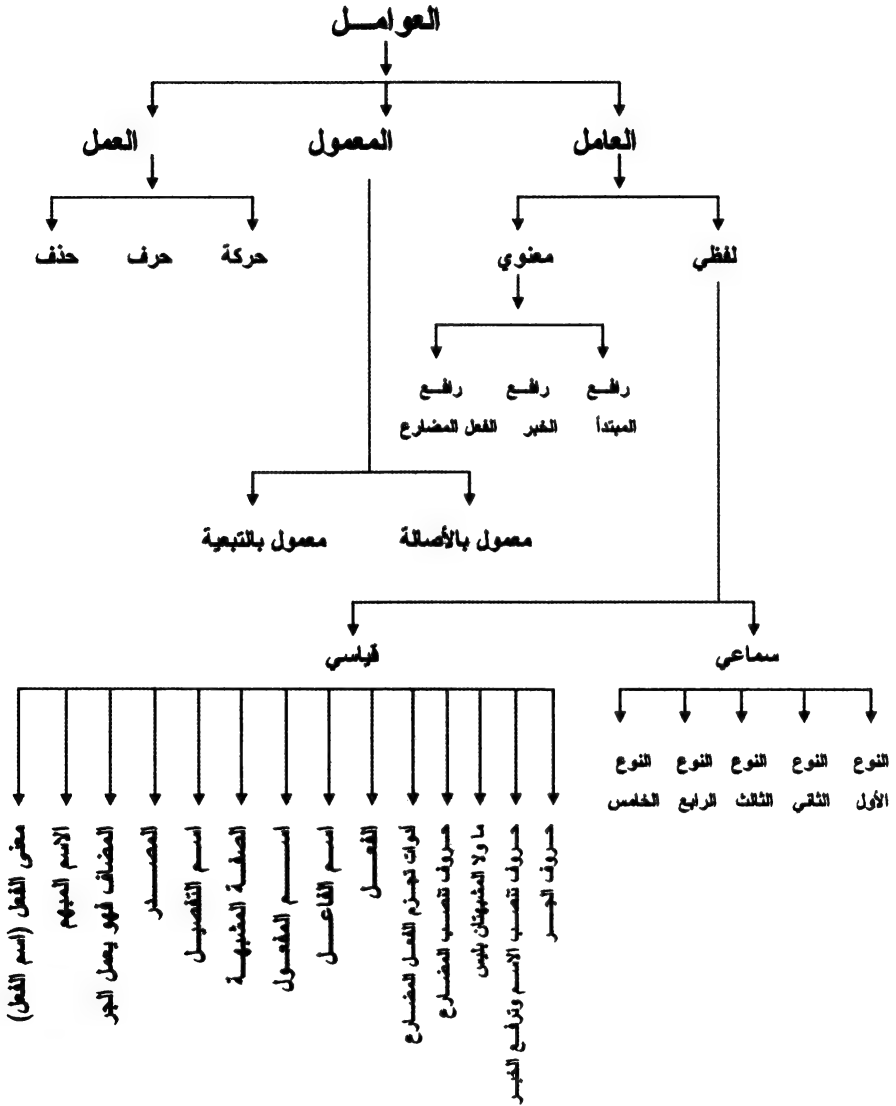 العوامل
العامل
المعمول
العمل
لفظي
معنوي
حركة
حرف
حذف
رافع
المبتدأ
رافع
الخبر
رافع
الفعل المضارع
معمول بالأصالة
معمول بالتبعية
سماعي
قياسي
النوع
الأول
النوع
الثاني
النوع
الثالث
النوع
الرابع
النوع
الخامس
حروف الجر
حروف تنصب الاسم وترفع الخبر
ما ولا المشبهتان بليس
حروف تنصب المضارع
أدوات تجزم الفعل المضارع
الفعل
اسم الفاعل
اسم المفعول
الصفة المشبهة
اسم التفضيل
المصدر
المضاف فهو يعمل الجر
الاسم المبهم
معنى الفعل (اسم الفعل)